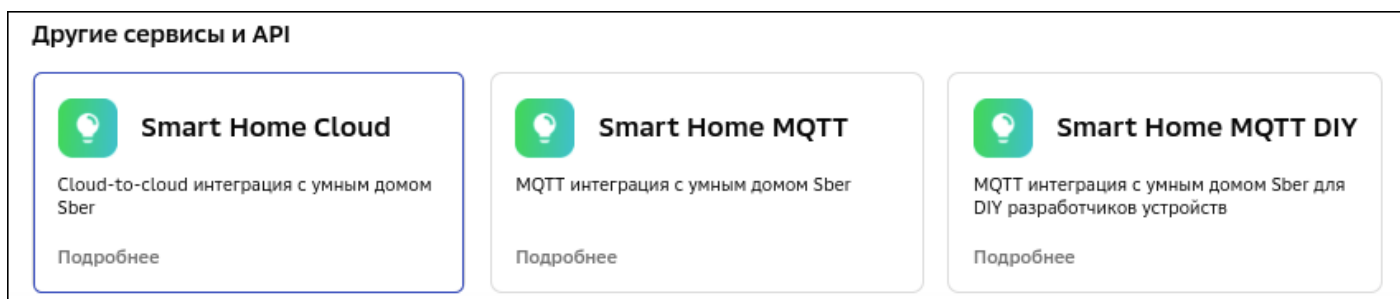 Другие сервисы и API
Smart Home Cloud
Cloud-to-cloud интеграция с умным домом
Sber
Подробнее
Smart Home MQTT
MQTT интеграция с умным домом Sber
Подробнее
Smart Home MQTT DIY
MQTT интеграция с умным домом Sber для
DIY разработчиков устройств
Подробнее